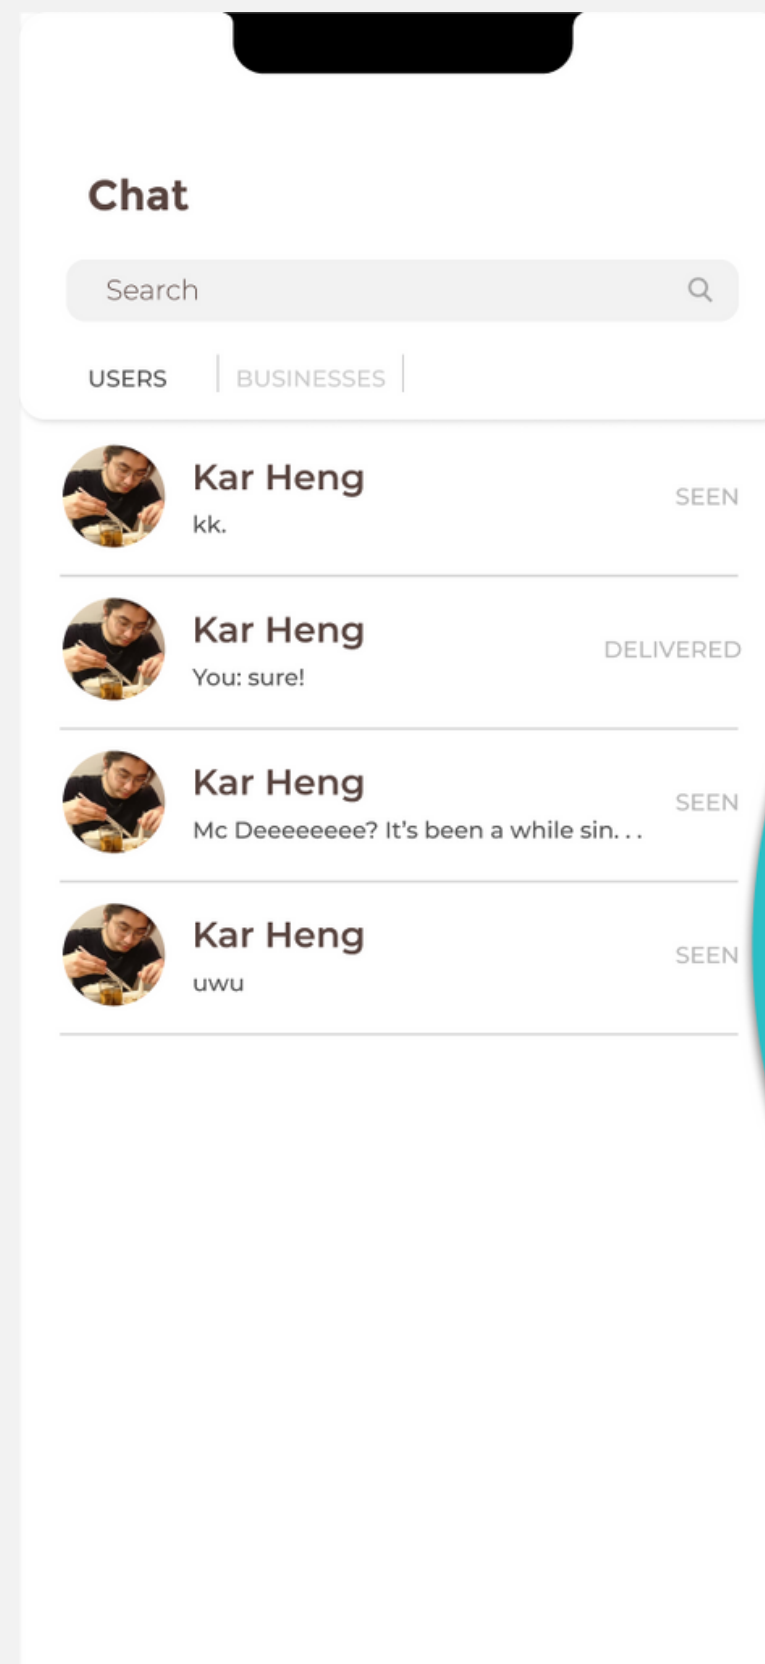 Chat
Search
USERS
BUSINESSES
Kar Heng
SEEN
kk.
Kar Heng
DELIVERED
You: sure!
Kar Heng
SEEN
Mc Deeeeeeee? It’s been a while sin. . .
Kar Heng
SEEN
uwu